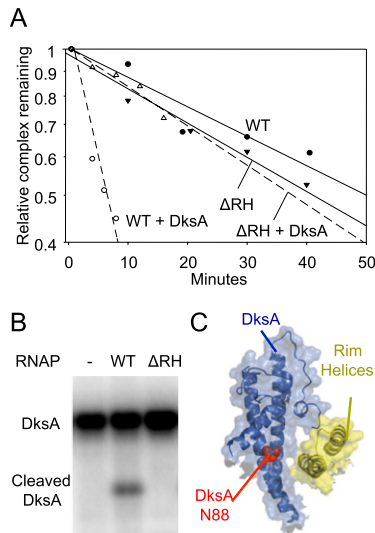 A
Relative complex remaining
1
0.9
0.8
0.7
0.6
0.5
0.4
WT
ΔRH
WT + DksA
ΔRH + DksA
0
10
20
30
40
50
Minutes
B
RNAP - WT ΔRH
DksA
Cleaved
DksA
C
DksA
Rim
Helices
DksA
N88